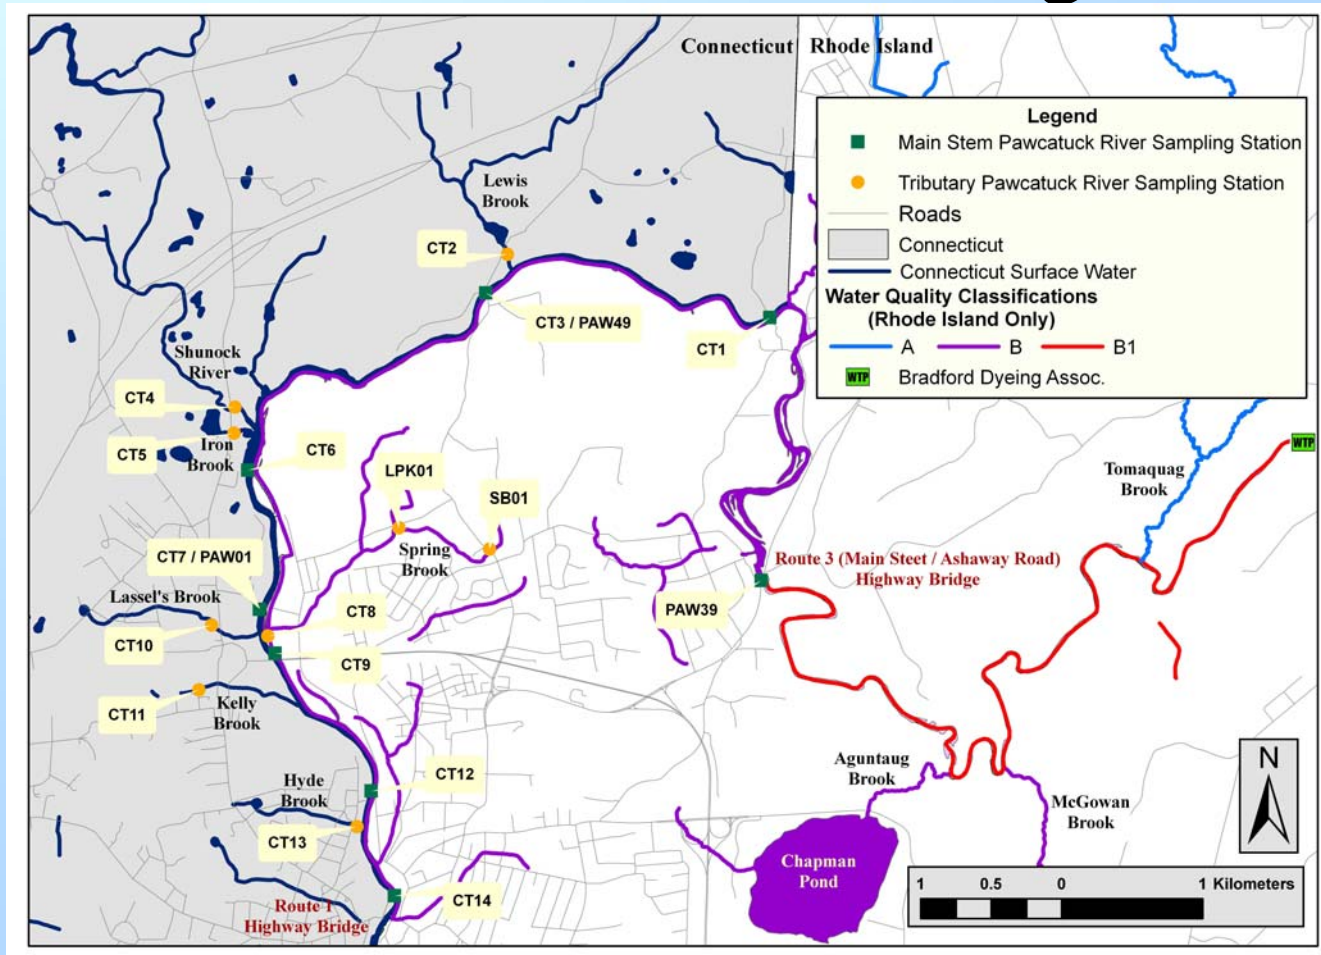 Connecticut Rhode Island
Legend
Main Stem Pawcatuck River Sampling Station
Tributary Pawcatuck River Sampling Station
Roads
Connecticut
Connecticut Surface Water
Water Quality Classifications
(Rhode Island Only)
A B B1
WTP Bradford Dyeing Assoc.
Lewis
Brook
CT2
CT3 / PAW49
CT1
Shunock
River
CT4
CT5
Iron
Brook
CT6
LPK01
SB01
Spring
Brook
WTP
Tomaquag
Brook
CT7 / PAW01
Lassel's Brook
CT10
CT8
CT9
PAW39
Route 3 (Main Steet / Ashaway Road)
Highway Bridge
CT11
Kelly
Brook
Hyde
Brook
CT12
CT13
Aguntaug
Brook
McGowan
Brook
Chapman
Pond
CT14
Route 1
Highway Bridge
N
1 0.5 0 1 Kilometers